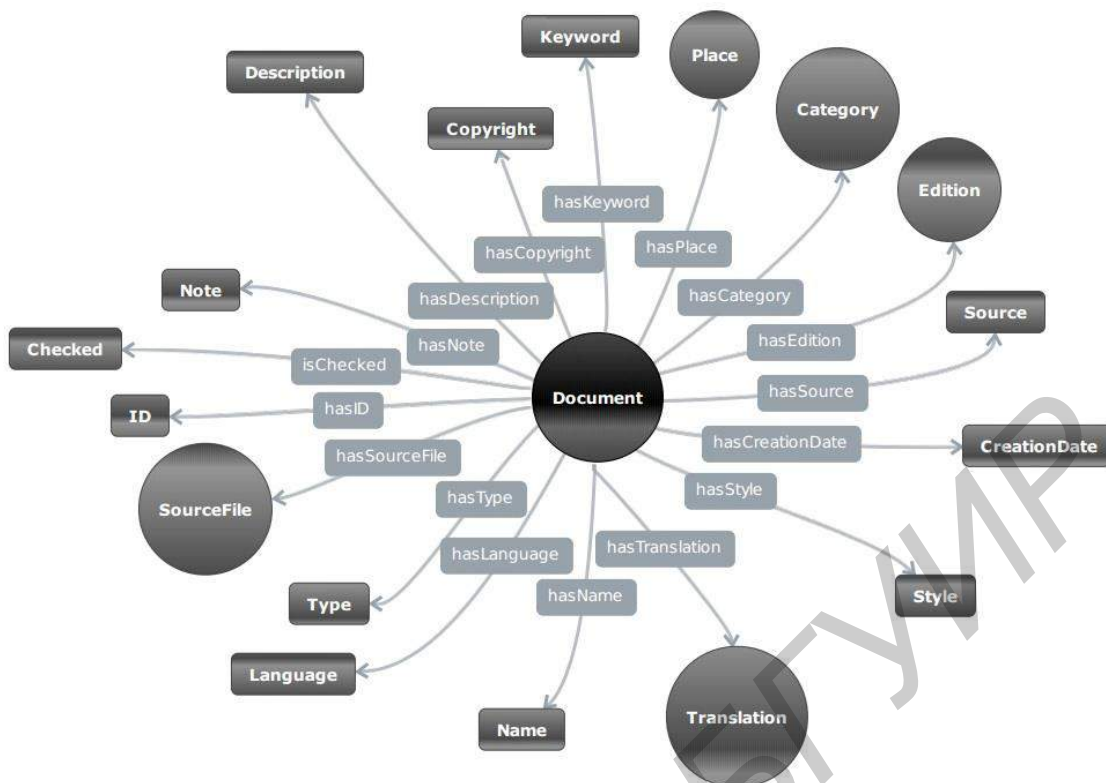 Keyword
Place
Description
Category
Copyright
Edition
hasKeyword
hasPlace
hasCopyright
Note
hasDescription
hasCategory
Source
Checked
hasNote
hasEdition
isChecked
Document
hasSource
ID
hasID
hasCreationDate
CreationDate
hasSourceFile
hasStyle
SourceFile
hasType
hasLanguage
hasTranslation
hasName
Style
Type
Language
Name
Translation
БГУИР